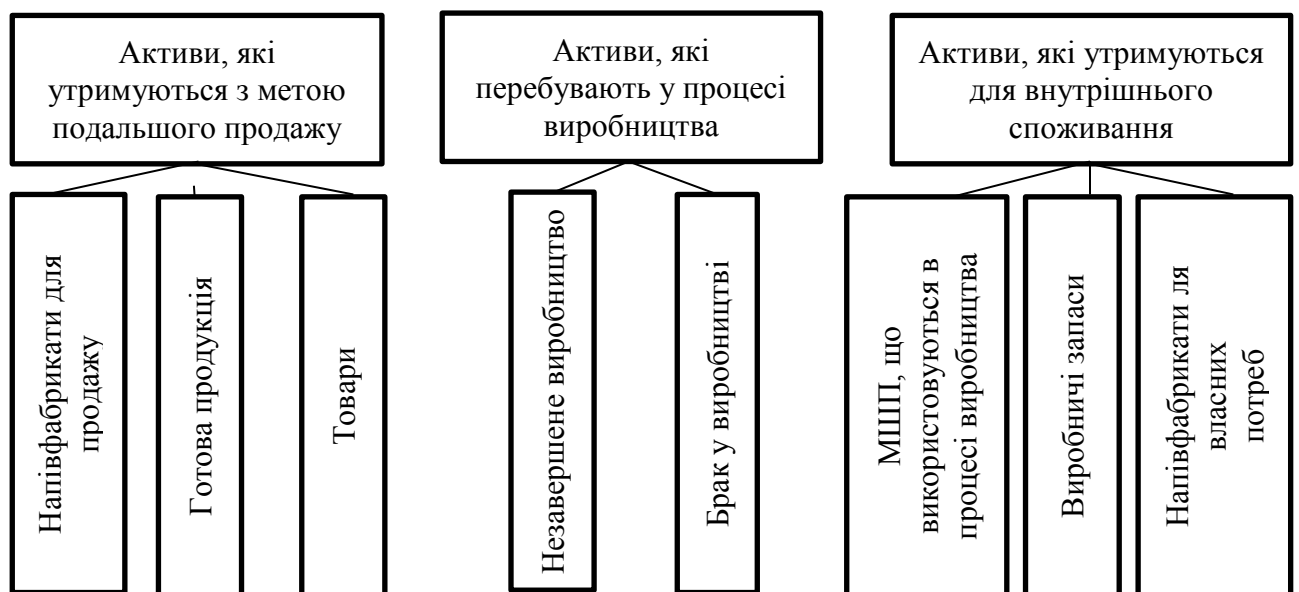 Активи, які
утримуються з метою
подальшого продажу
Активи, які
перебувають у процесі
виробництва
Активи, які утримуються
для внутрішнього
споживання
Напівфабрикати для
продажу
Готова продукція
Товари
Незавершене виробництво
Брак у виробництві
МШП, що
використовуються в
процесі виробництва
Виробничі запаси
Напівфабрикати ля
власних
потреб